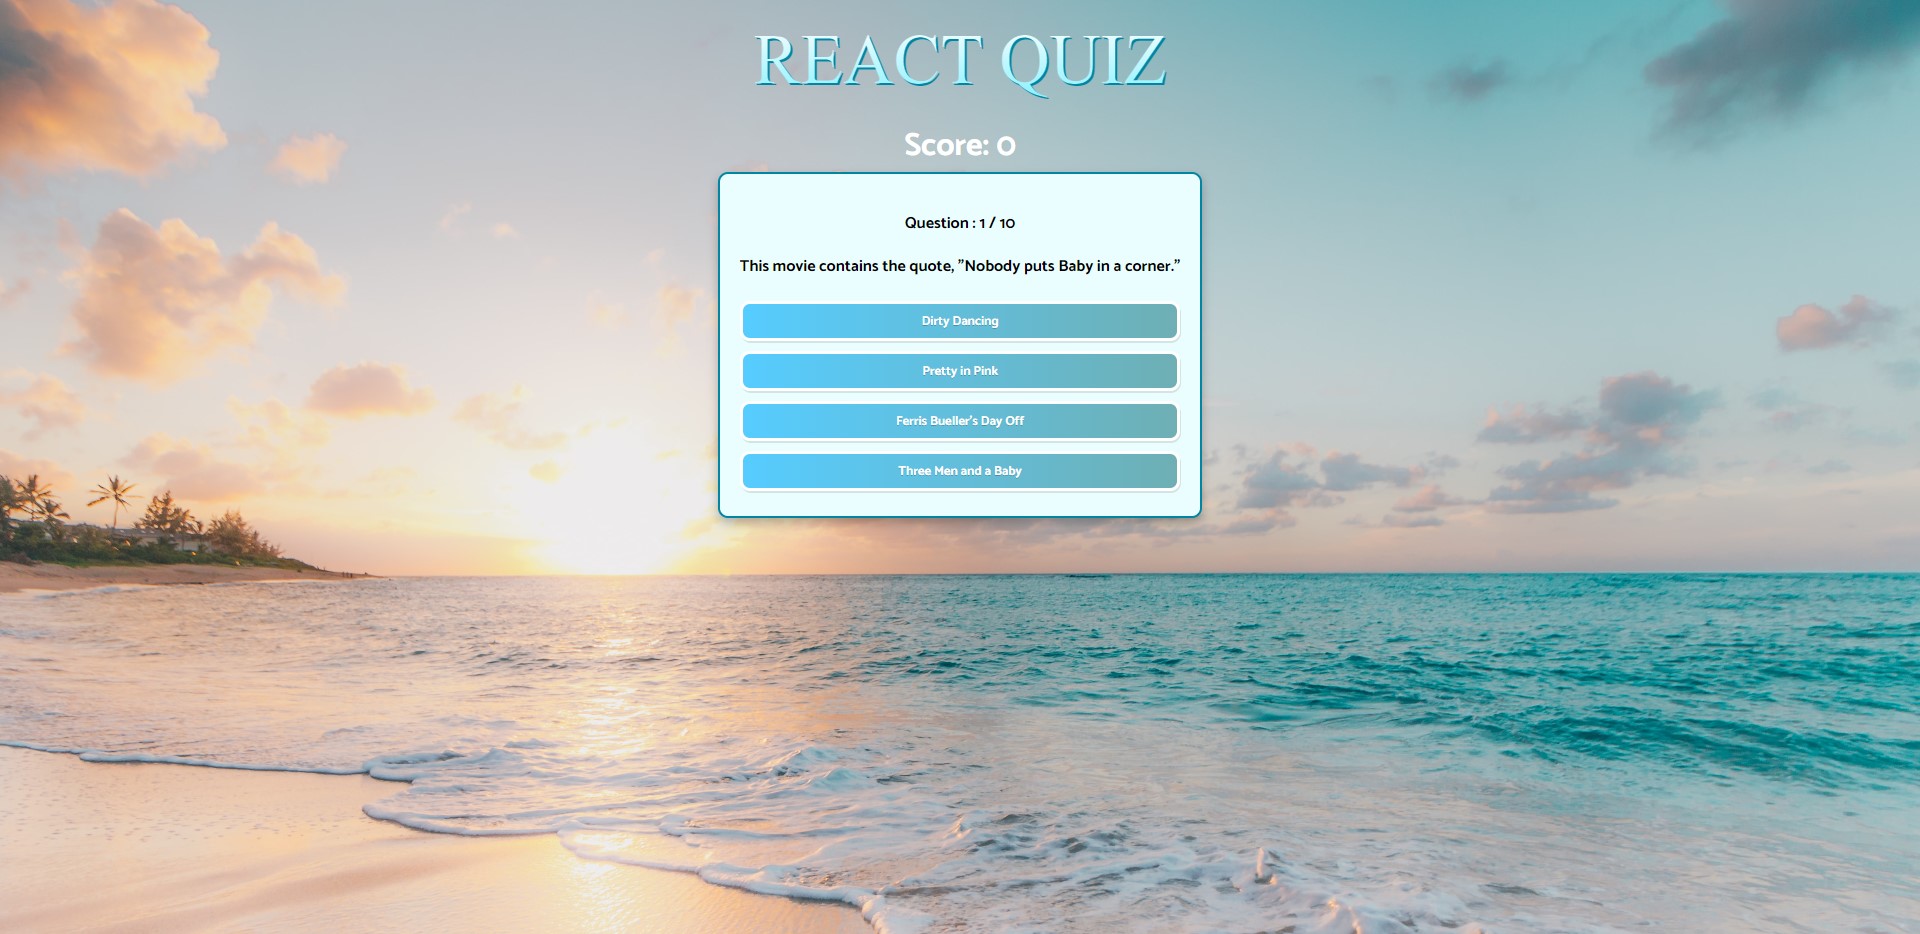 REACT QUIZ
Score: 0
Question : 1 / 10
This movie contains the quote, ”Nobody puts Baby in a corner.”
Dirty Dancing
Pretty in Pink
Ferris Bueller's Day Off
Three Men and a Baby